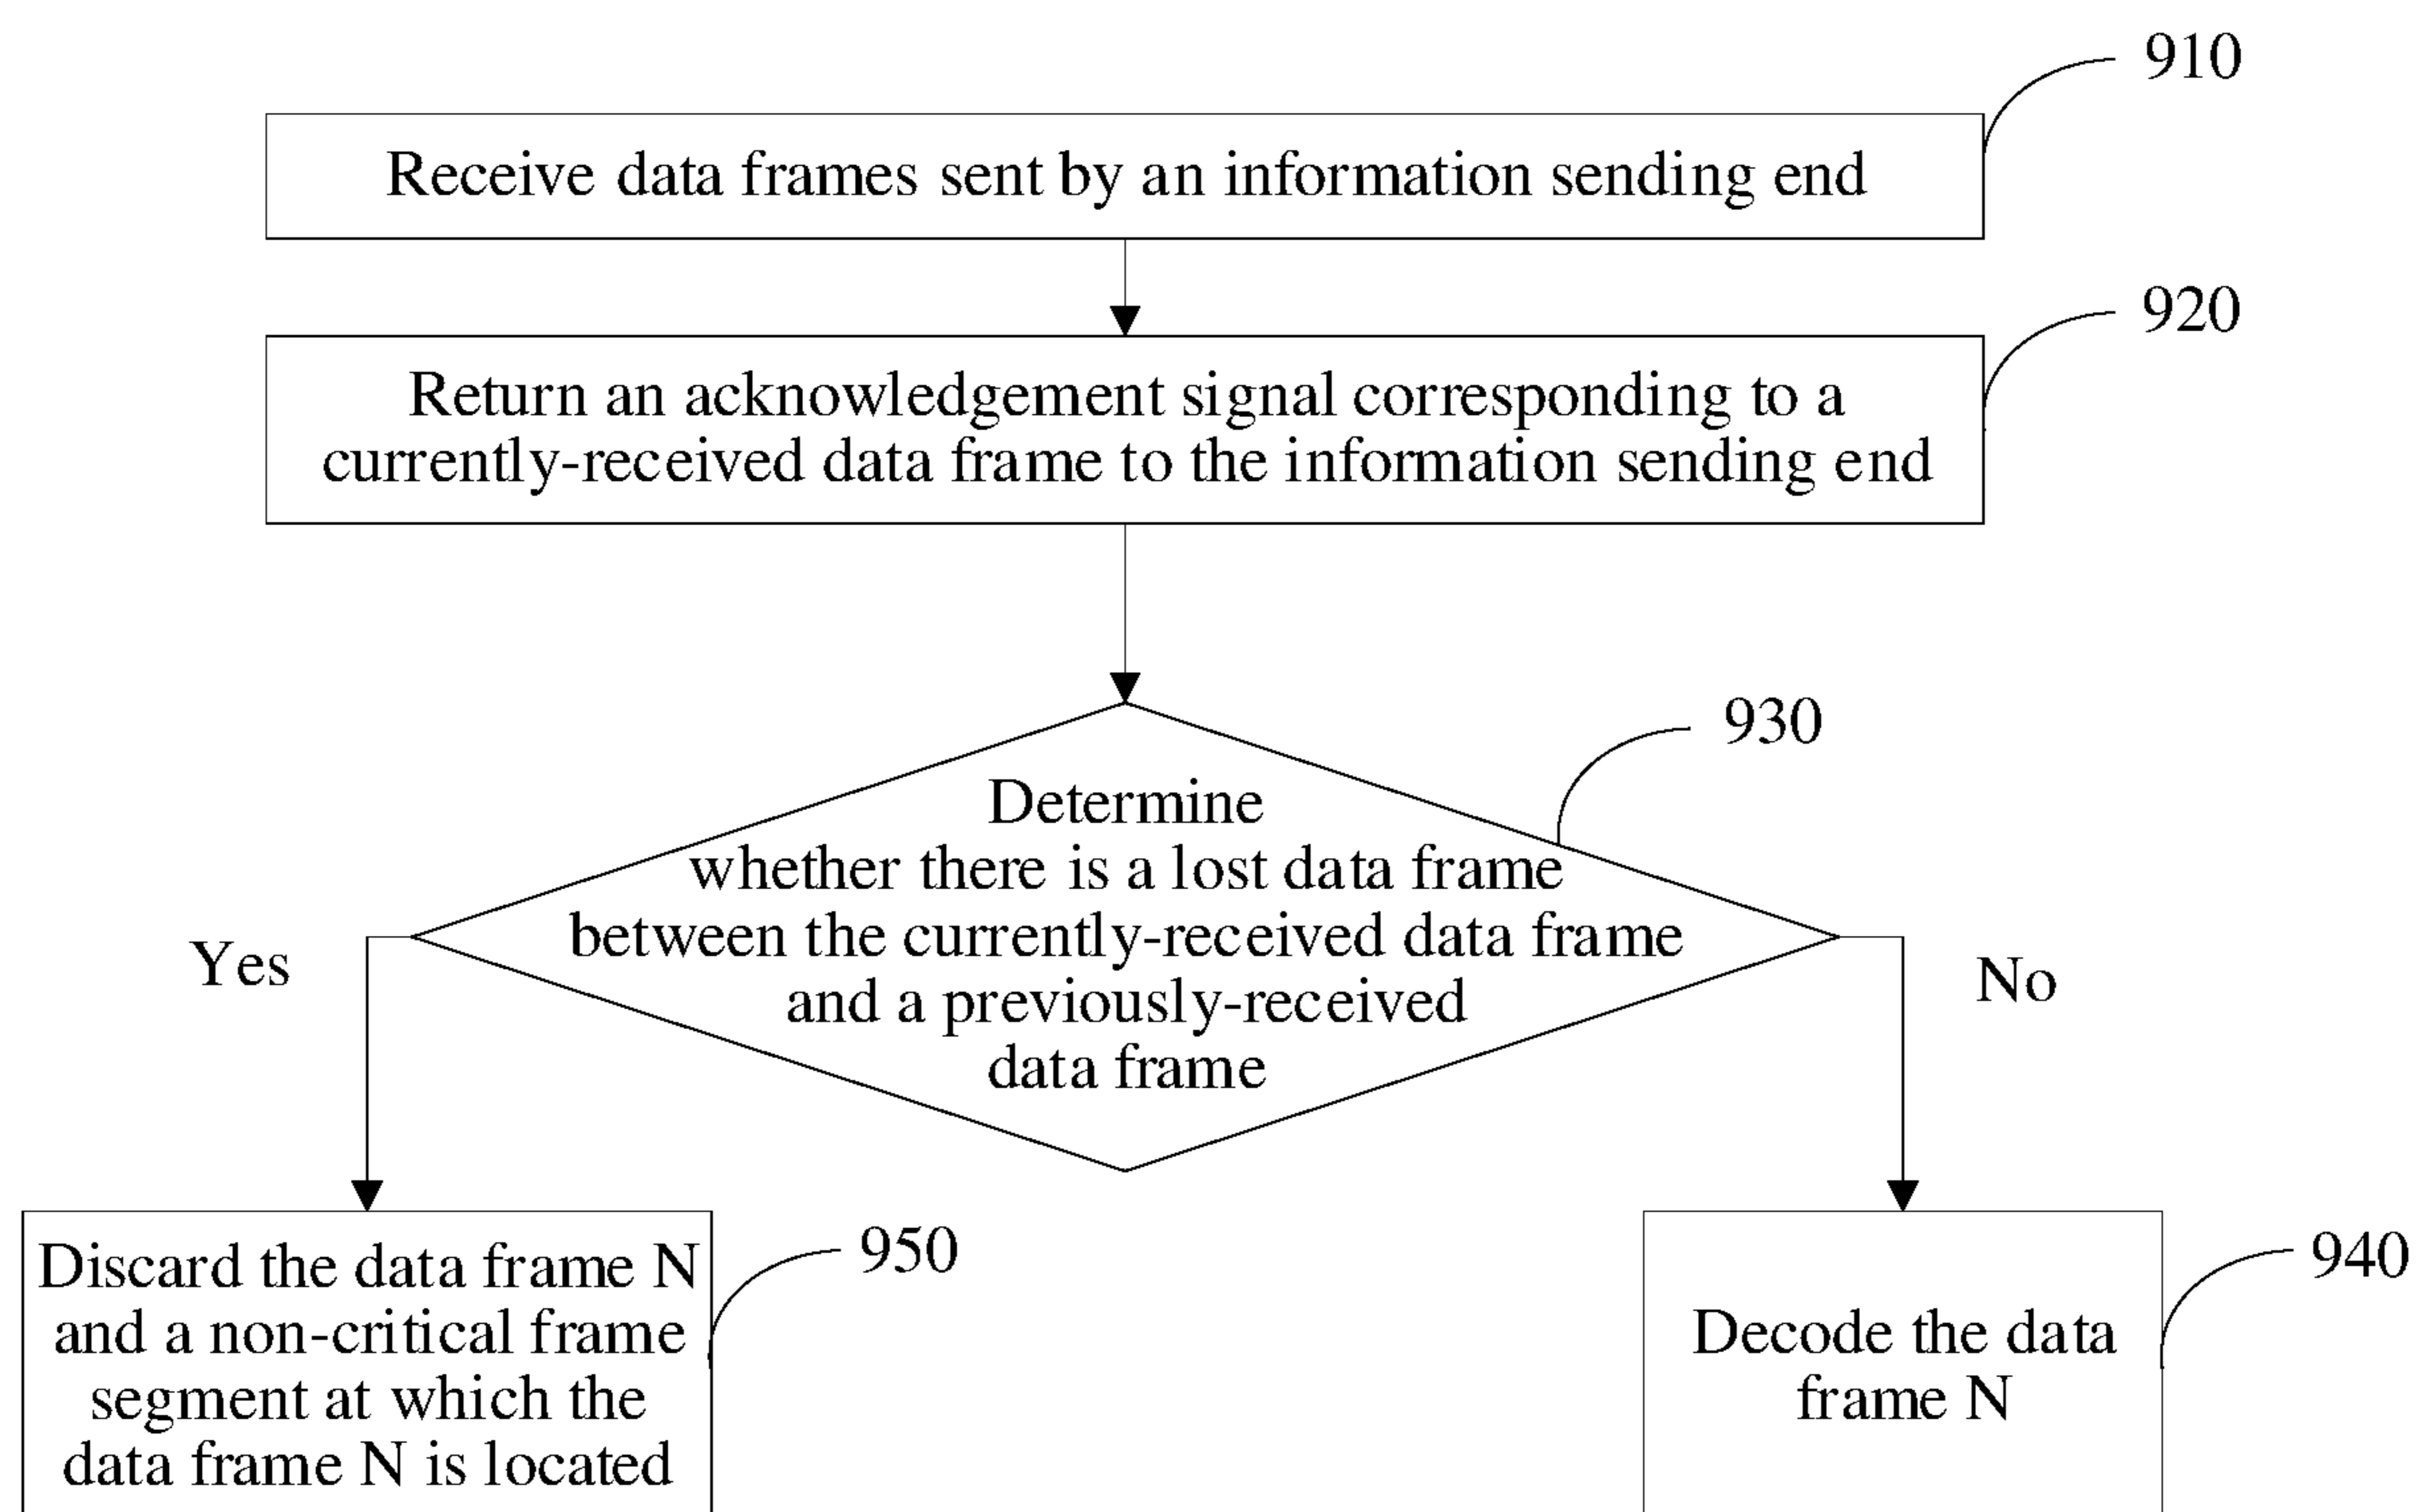 910
Receive data frames sent by an information sending end
920
Return an acknowledgement signal corresponding to a
currently-received data frame to the information sending end
930
Determine
whether there is a lost data frame
between the currently-received data frame
and a previously-received
data frame
Yes
No
Discard the data frame N
and a non-critical frame
segment at which the
data frame N is located
950
Decode the data
frame N
940